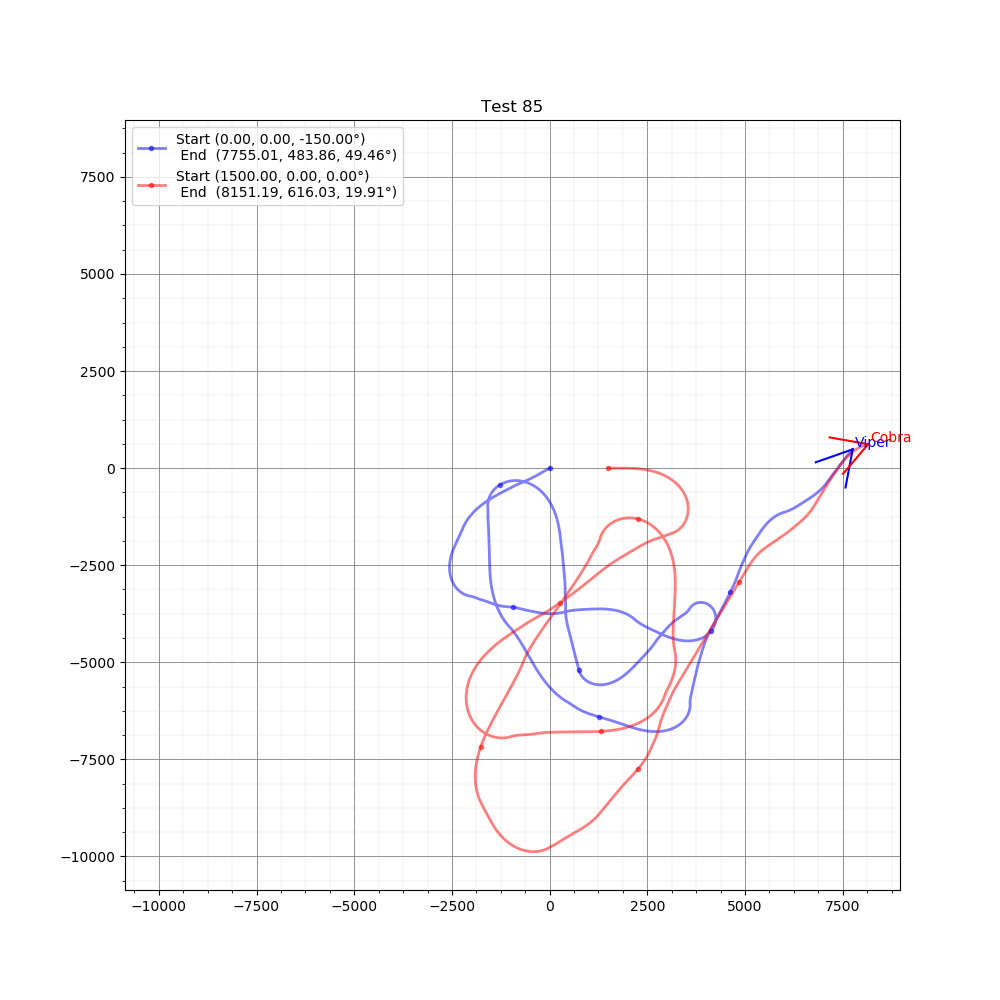 Test 85
Start (0.00, 0.00, -150.00°)
End  (7755.01, 483.86, 49.46°)
Start (1500.00, 0.00, 0.00°)
End  (8151.19, 616.03, 19.91°)
7500
5000
2500
0
−2500
−5000
−7500
−10000
Cobra
Viper
−10000 −7500 −5000 −2500 0 2500 5000 7500